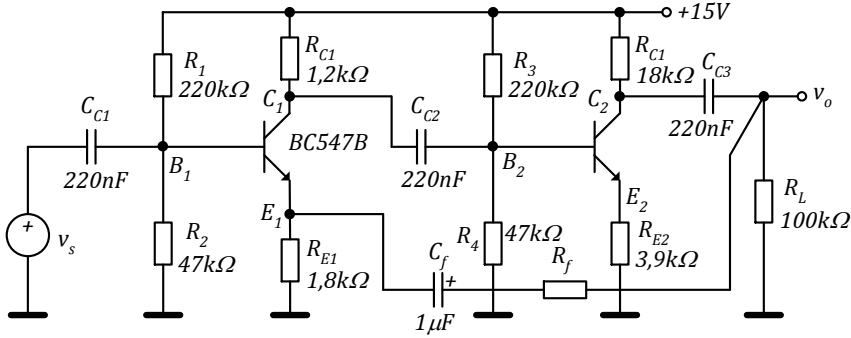 +15V
R1
220kΩ
RC1
1,2kΩ
R3
220kΩ
RC1
18kΩ
CC3
220nF
vo
CC1
220nF
C1
BC547B
CC2
220nF
C2
B1
B2
E1
E2
+
vs
R2
47kΩ
RE1
1,8kΩ
Cf
+
1μF
R4
47kΩ
Rf
RE2
3,9kΩ
RL
100kΩ